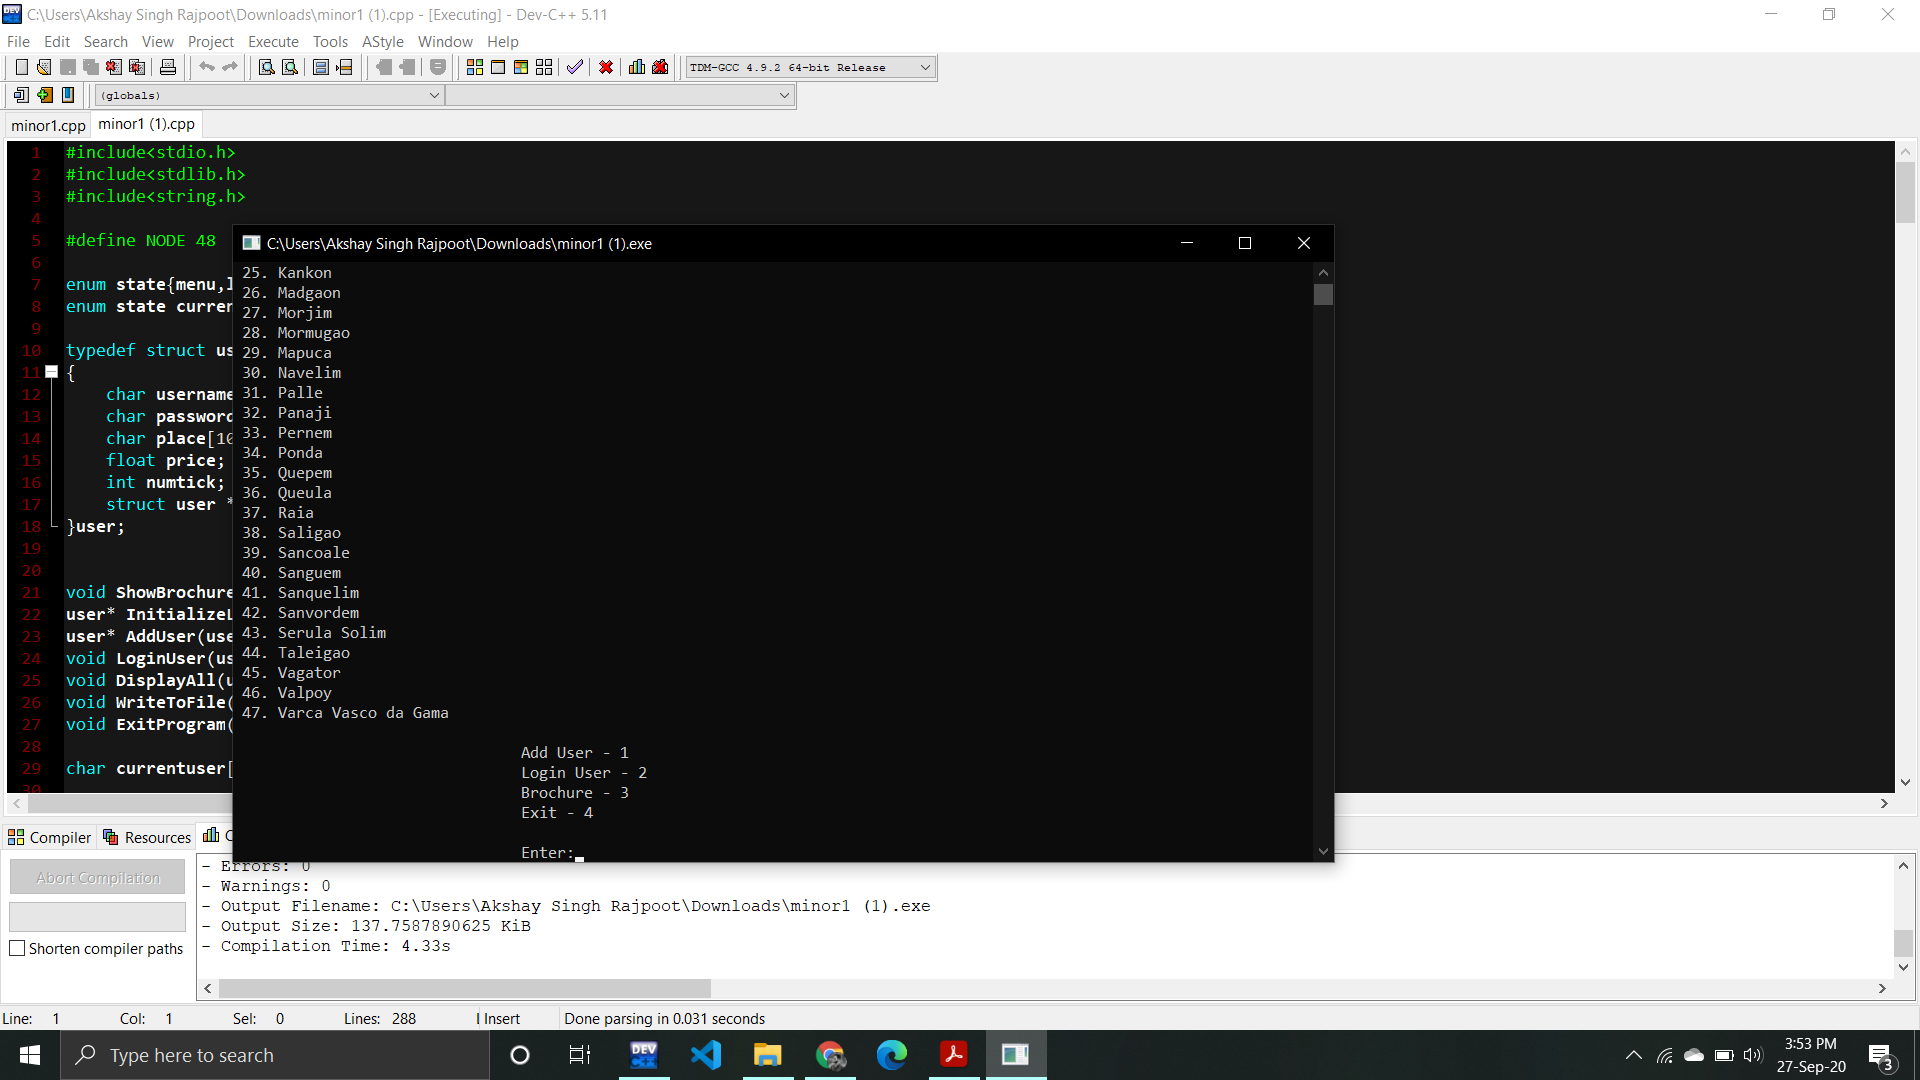 C:\Users\Akshay Singh Rajpoot\Downloads\minor1 (1).cpp - [Executing] - Dev-C++ 5.11
File Edit Search View Project Execute Tools AStyle Window Help
TDM-GCC 4.9.2 64-bit Release
(globals)
minor1.cpp minor1 (1).cpp
1 #include<stdio.h>
2 #include<stdlib.h>
3 #include<string.h>
4
5 #define NODE 48
6
7 enum state{menu,l
8 enum state curren
9
10 typedef struct us
11 {
12 char username
13 char password
14 char place[10
15 float price;
16 int numtick;
17 struct user *
18 }user;
19
20
21 void ShowBrochure
22 user* InitializeL
23 user* AddUser(use
24 void LoginUser(us
25 void DisplayAll(u
26 void WriteToFile(
27 void ExitProgram(
28
29 char currentuser[
30
C:\Users\Akshay Singh Rajpoot\Downloads\minor1 (1).exe
25. Kankon
26. Madgaon
27. Morjim
28. Mormugao
29. Mapuca
30. Navelim
31. Palle
32. Panaji
33. Pernem
34. Ponda
35. Quepem
36. Queula
37. Raia
38. Saligao
39. Sancoale
40. Sanguem
41. Sanquelim
42. Sanvordem
43. Serula Solim
44. Taleigao
45. Vagator
46. Valpoy
47. Varca Vasco da Gama
Add User - 1
Login User - 2
Brochure - 3
Exit - 4
Enter:
Compiler Resources C
Abort Compilation
Shorten compiler paths
- Errors: 0
- Warnings: 0
- Output Filename: C:\Users\Akshay Singh Rajpoot\Downloads\minor1 (1).exe
- Output Size: 137.7587890625 KiB
- Compilation Time: 4.33s
Line: 1 Col: 1 Sel: 0 Lines: 288 Insert Done parsing in 0.031 seconds
Type here to search
DEV
3:53 PM
27-Sep-20
3